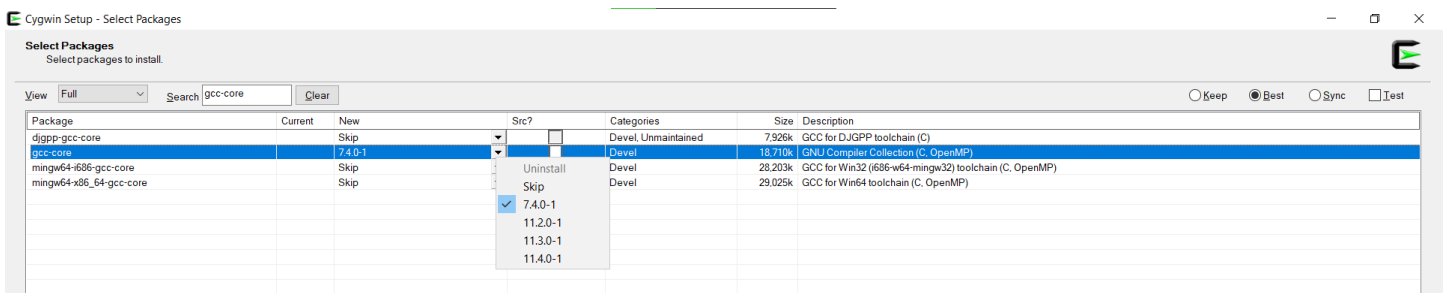 Cygwin Setup - Select Packages
Select Packages
Select packages to install.
View Full Search gcc-core Clear Keep Best Sync Test
Package Current New Src? Categories Size Description
djgpp-gcc-core Skip Devel, Unmaintained 7,926k GCC for DJGPP toolchain (C)
gcc-core 7.4.0-1 Devel 18,710k GNU Compiler Collection (C, OpenMP)
mingw64-i686-gcc-core Skip Devel 28,203k GCC for Win32 (i686-w64-mingw32) toolchain (C, OpenMP)
mingw64-x86_64-gcc-core Skip Devel 29,025k GCC for Win64 toolchain (C, OpenMP)
Uninstall
Skip
7.4.0-1
11.2.0-1
11.3.0-1
11.4.0-1